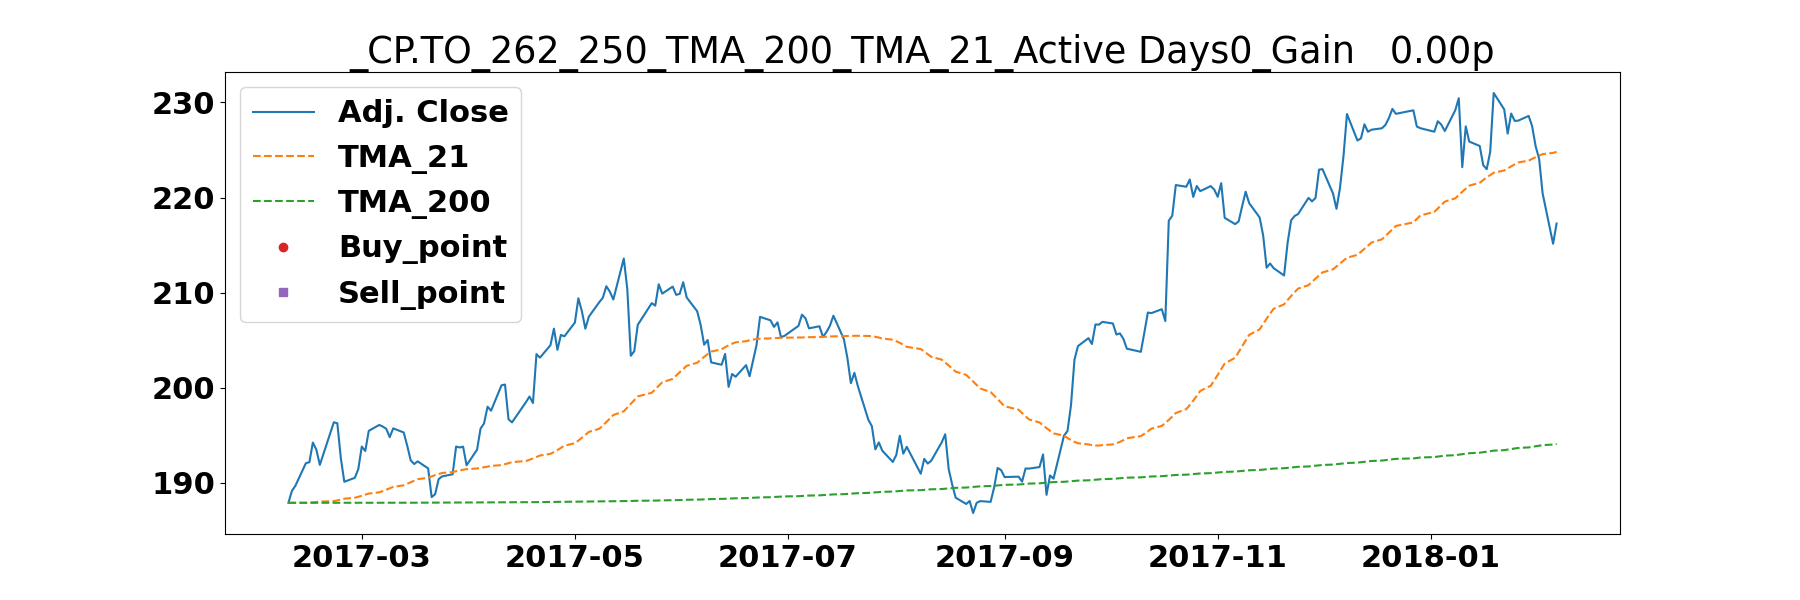 _CP.TO_262_250_TMA_200_TMA_21_Active Days0_Gain   0.00p
Adj. Close
TMA_21
TMA_200
Buy_point
Sell_point
230
220
210
200
190
2017-03
2017-05
2017-07
2017-09
2017-11
2018-01